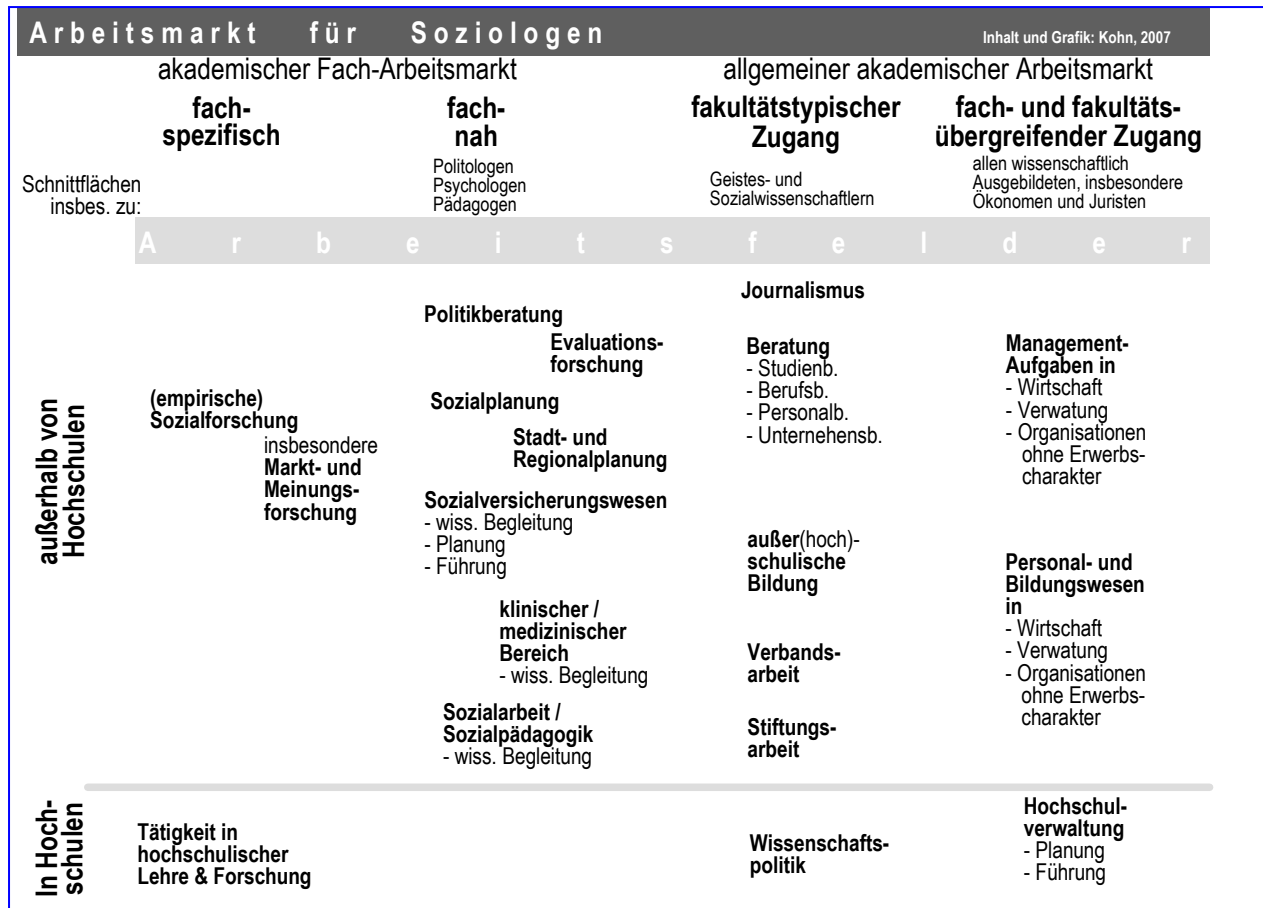 Arbeitsmarkt für Soziologen
Inhalt und Grafik: Kohn, 2007
akademischer Fach-Arbeitsmarkt
allgemeiner akademischer Arbeitsmarkt
fach-
spezifisch
fach-
nah
fakultätstypischer
Zugang
fach- und fakultäts-
übergreifender Zugang
Schnittflächen
insbes. zu:
Politologen
Psychologen
Pädagogen
Geistes- und
Sozialwissenschaftlern
allen wissenschaftlich
Ausgebildeten, insbesondere
Ökonomen und Juristen
Arbeitsfelder
außerhalb von
Hochschulen
(empirische)
Sozialforschung
insbesondere
Markt- und
Meinungs-
forschung
Politikberatung
Evaluations-
forschung
Sozialplanung
Stadt- und
Regionalplanung
Sozialversicherungswesen
- wiss. Begleitung
- Planung
- Führung
klinischer /
medizinischer
Bereich
- wiss. Begleitung
Sozialarbeit /
Sozialpädagogik
- wiss. Begleitung
Journalismus
Beratung
- Studienb.
- Berufsb.
- Personalb.
- Unternehensb.
außer(hoch)-
schulische
Bildung
Verbands-
arbeit
Stiftungs-
arbeit
Management-
Aufgaben in
- Wirtschaft
- Verwatung
- Organisationen
ohne Erwerbs-
charakter
Personal- und
Bildungswesen
in
- Wirtschaft
- Verwatung
- Organisationen
ohne Erwerbs-
charakter
In Hoch-
schulen
Tätigkeit in
hochschulischer
Lehre & Forschung
Wissenschafts-
politik
Hochschul-
verwaltung
- Planung
- Führung